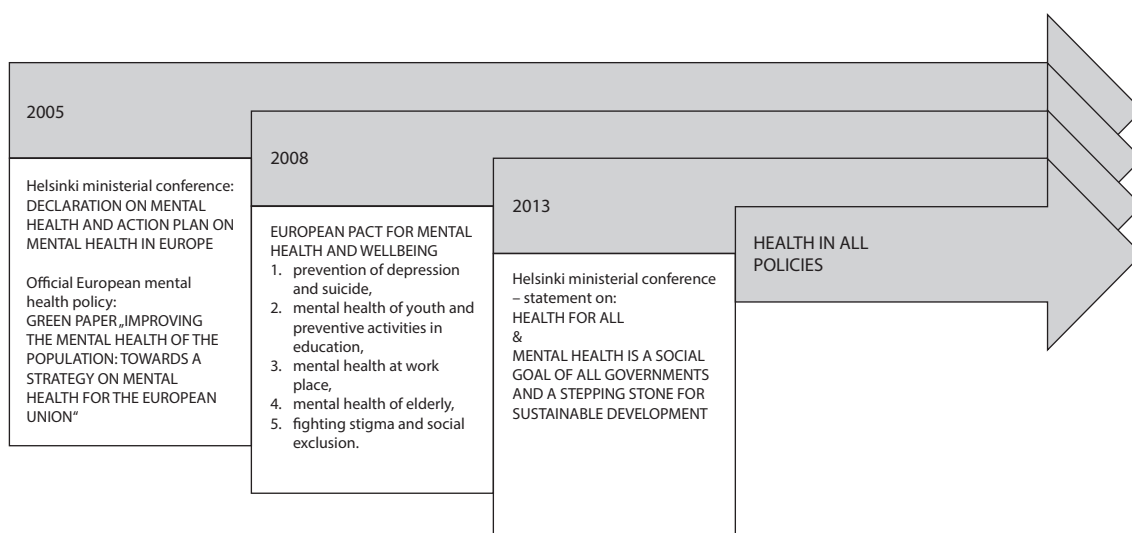 2005
Helsinki ministerial conference:
DECLARATION ON MENTAL
HEALTH AND ACTION PLAN ON
MENTAL HEALTH IN EUROPE
Official European mental
health policy:
GREEN PAPER „IMPROVING
THE MENTAL HEALTH OF THE
POPULATION: TOWARDS A
STRATEGY ON MENTAL
HEALTH FOR THE EUROPEAN
UNION“
2008
EUROPEAN PACT FOR MENTAL
HEALTH AND WELLBEING
1. prevention of depression
and suicide,
2. mental health of youth and
preventive activities in
education,
3. mental health at work
place,
4. mental health of elderly,
5. fighting stigma and social
exclusion.
2013
Helsinki ministerial conference
– statement on:
HEALTH FOR ALL
&
MENTAL HEALTH IS A SOCIAL
GOAL OF ALL GOVERNMENTS
AND A STEPPING STONE FOR
SUSTAINABLE DEVELOPMENT
HEALTH IN ALL
POLICIES